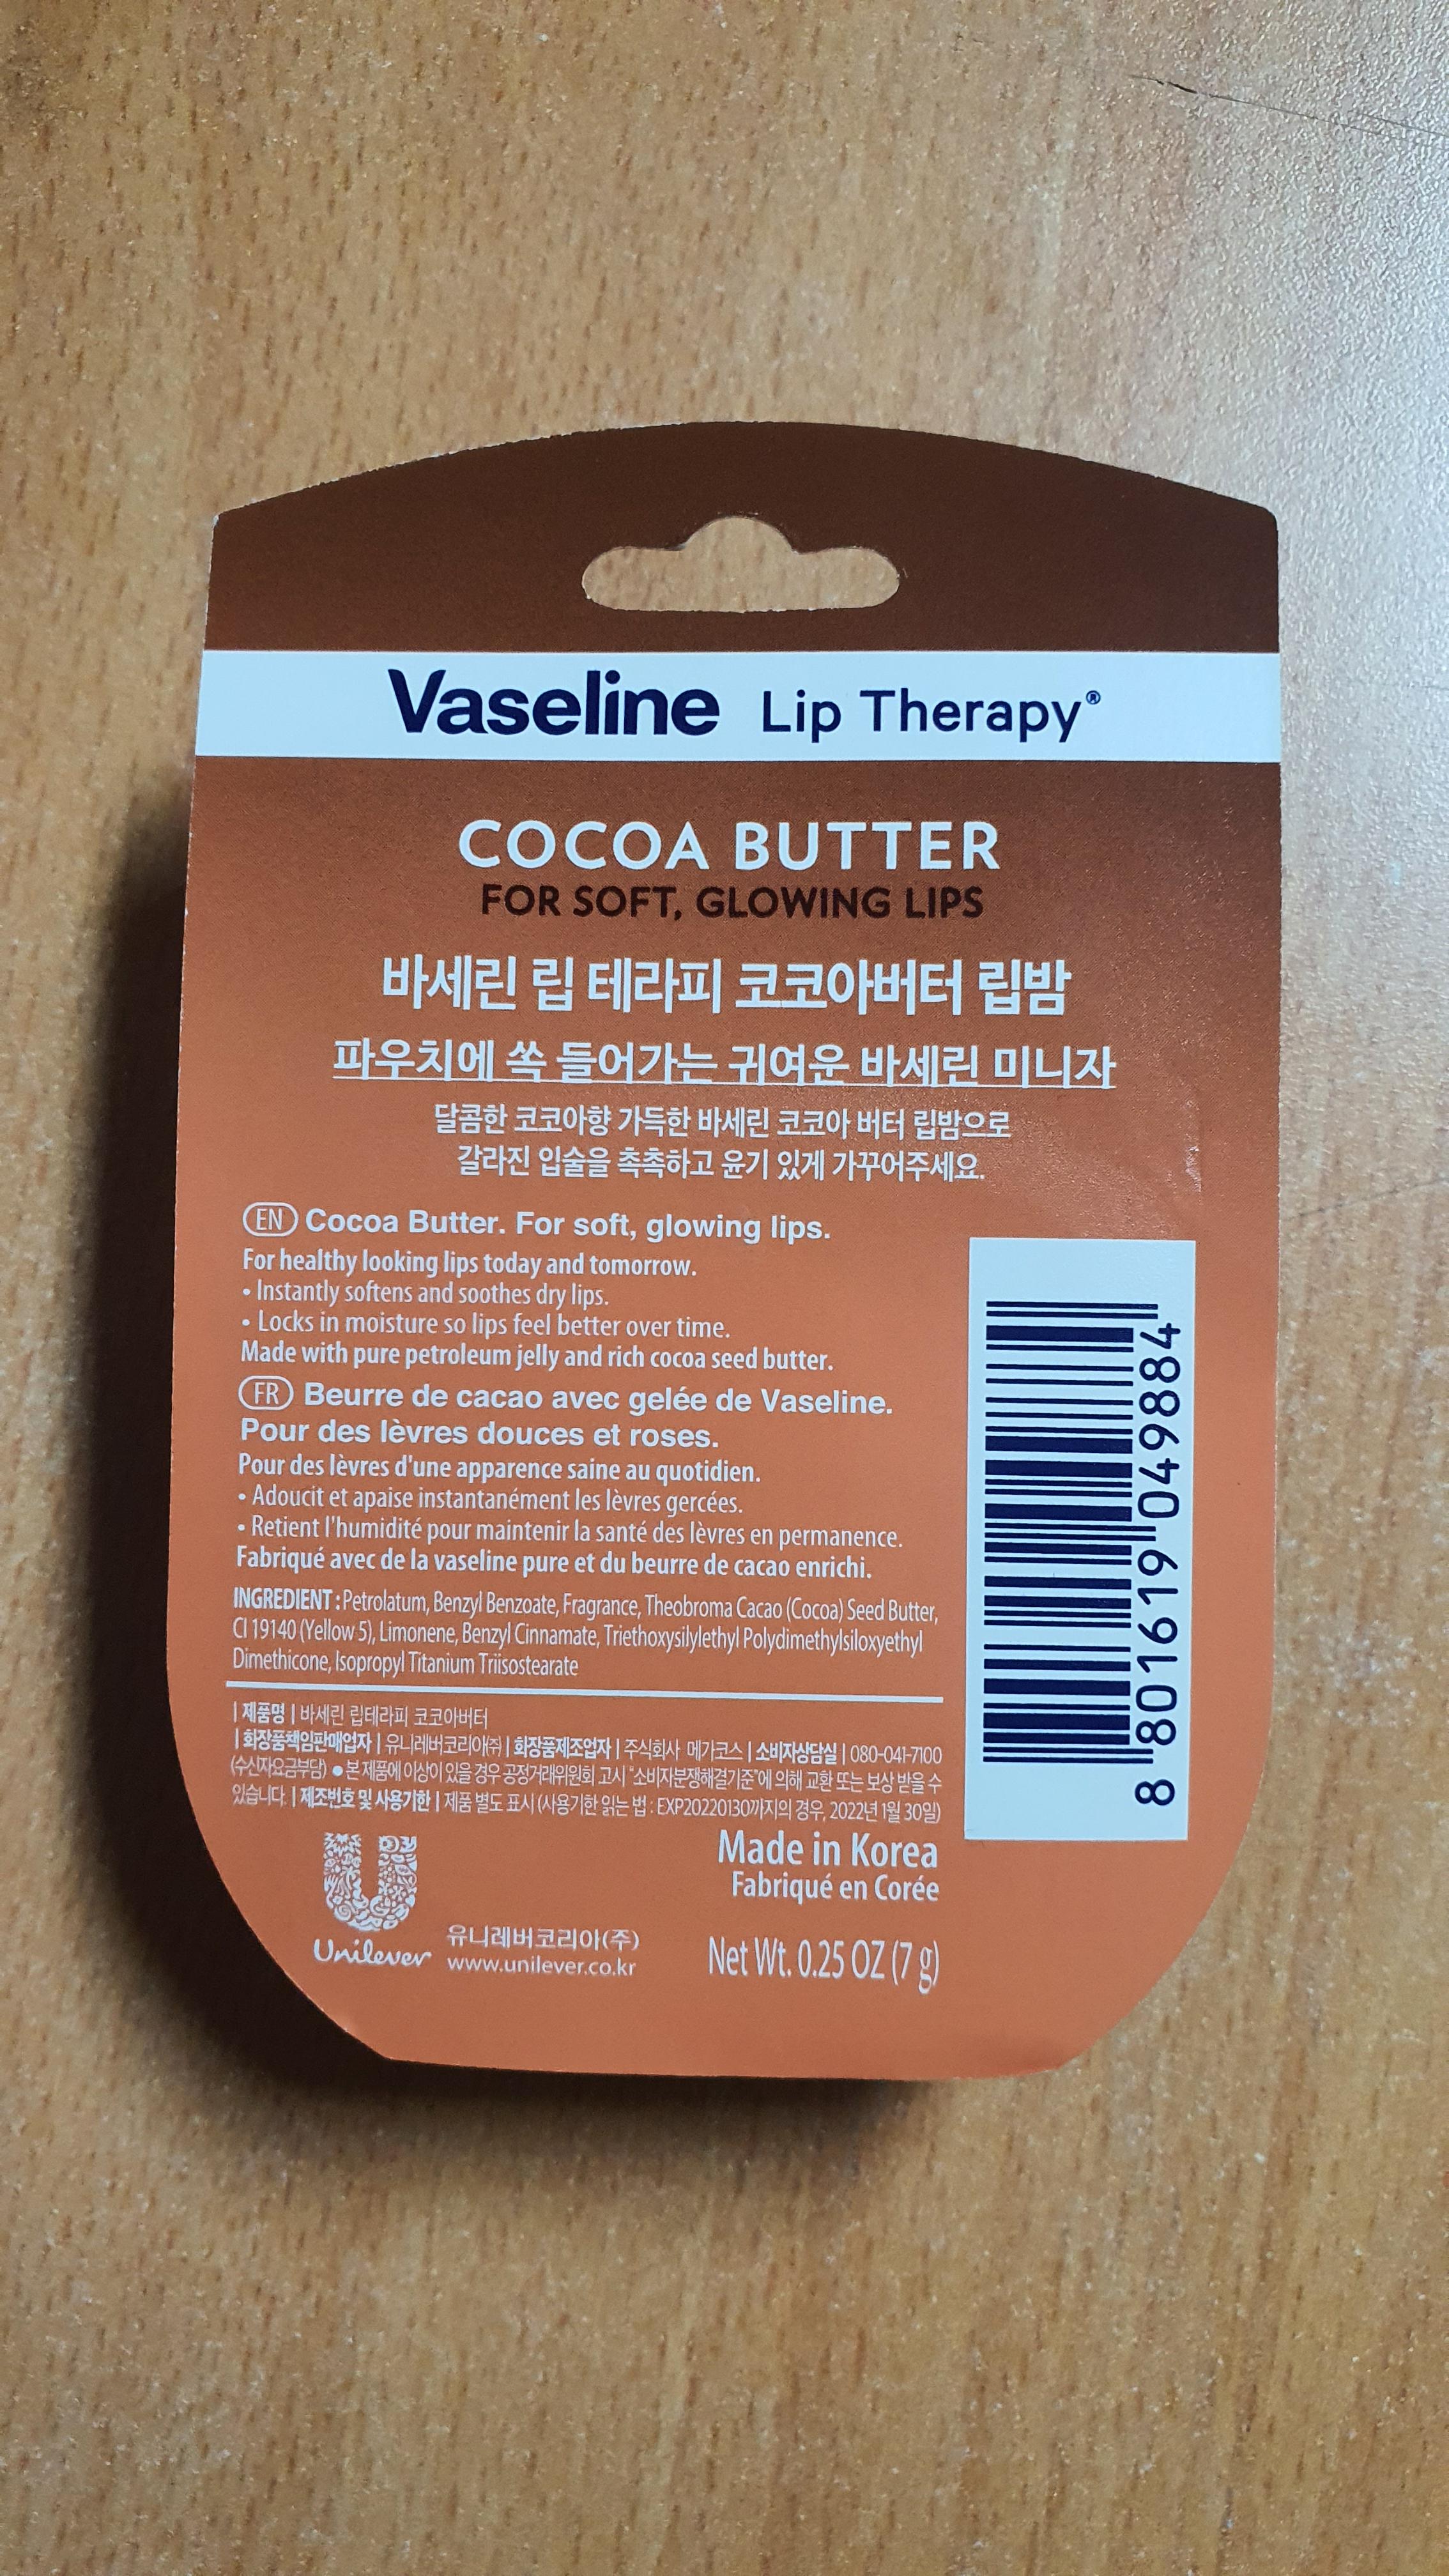 Vaseline Lip Therapy®
COCOA BUTTER
FOR SOFT, GLOWING LIPS
바세린 립 테라피 코코아버터 립밤
파우치에 쏙 들어가는 귀여운 바세린 미니자
달콤한 코코아향 가득한 바세린 코코아 버터 립밤으로
갈라진 입술을 촉촉하고 윤기 있게 가꾸어주세요.
EN Cocoa Butter. For soft, glowing lips.
For healthy looking lips today and tomorrow.
• Instantly softens and soothes dry lips.
• Locks in moisture so lips feel better over time.
Made with pure petroleum jelly and rich cocoa seed butter.
FR Beurre de cacao avec gelée de Vaseline.
Pour des lèvres douces et roses.
Pour des lèvres d'une apparence saine au quotidien.
• Adoucit et apaise instantanément les lèvres gercées.
• Retient l'humidité pour maintenir la santé des lèvres en permanence.
Fabriqué avec de la vaseline pure et du beurre de cacao enrichi.
INGREDIENT : Petrolatum, Benzyl Benzoate, Fragrance, Theobroma Cacao (Cocoa) Seed Butter,
CI 19140 (Yellow 5), Limonene, Benzyl Cinnamate, Triethoxysilylethyl Polydimethylsiloxyethyl
Dimethicone, Isopropyl Titanium Triisostearate
| 제품명 | 바세린 립테라피 코코아버터
| 화장품책임판매업자 | 유니레버코리아㈜ | 화장품제조업자 | 주식회사 메가코스 | 소비자상담실 | 080-041-7100
(수신자요금부담) ● 본 제품에 이상이 있을 경우 공정거래위원회 고시 "소비자분쟁해결기준"에 의해 교환 또는 보상 받을 수
있습니다. | 제조번호 및 사용기한 | 제품 별도 표시 (사용기한 읽는 법 : EXP20220130까지의 경우, 2022년 1월 30일)
Made in Korea
Fabriqué en Corée
Unilever
유니레버코리아(주)
www.unilever.co.kr
Net Wt. 0.25 OZ (7 g)
8 801619 049884